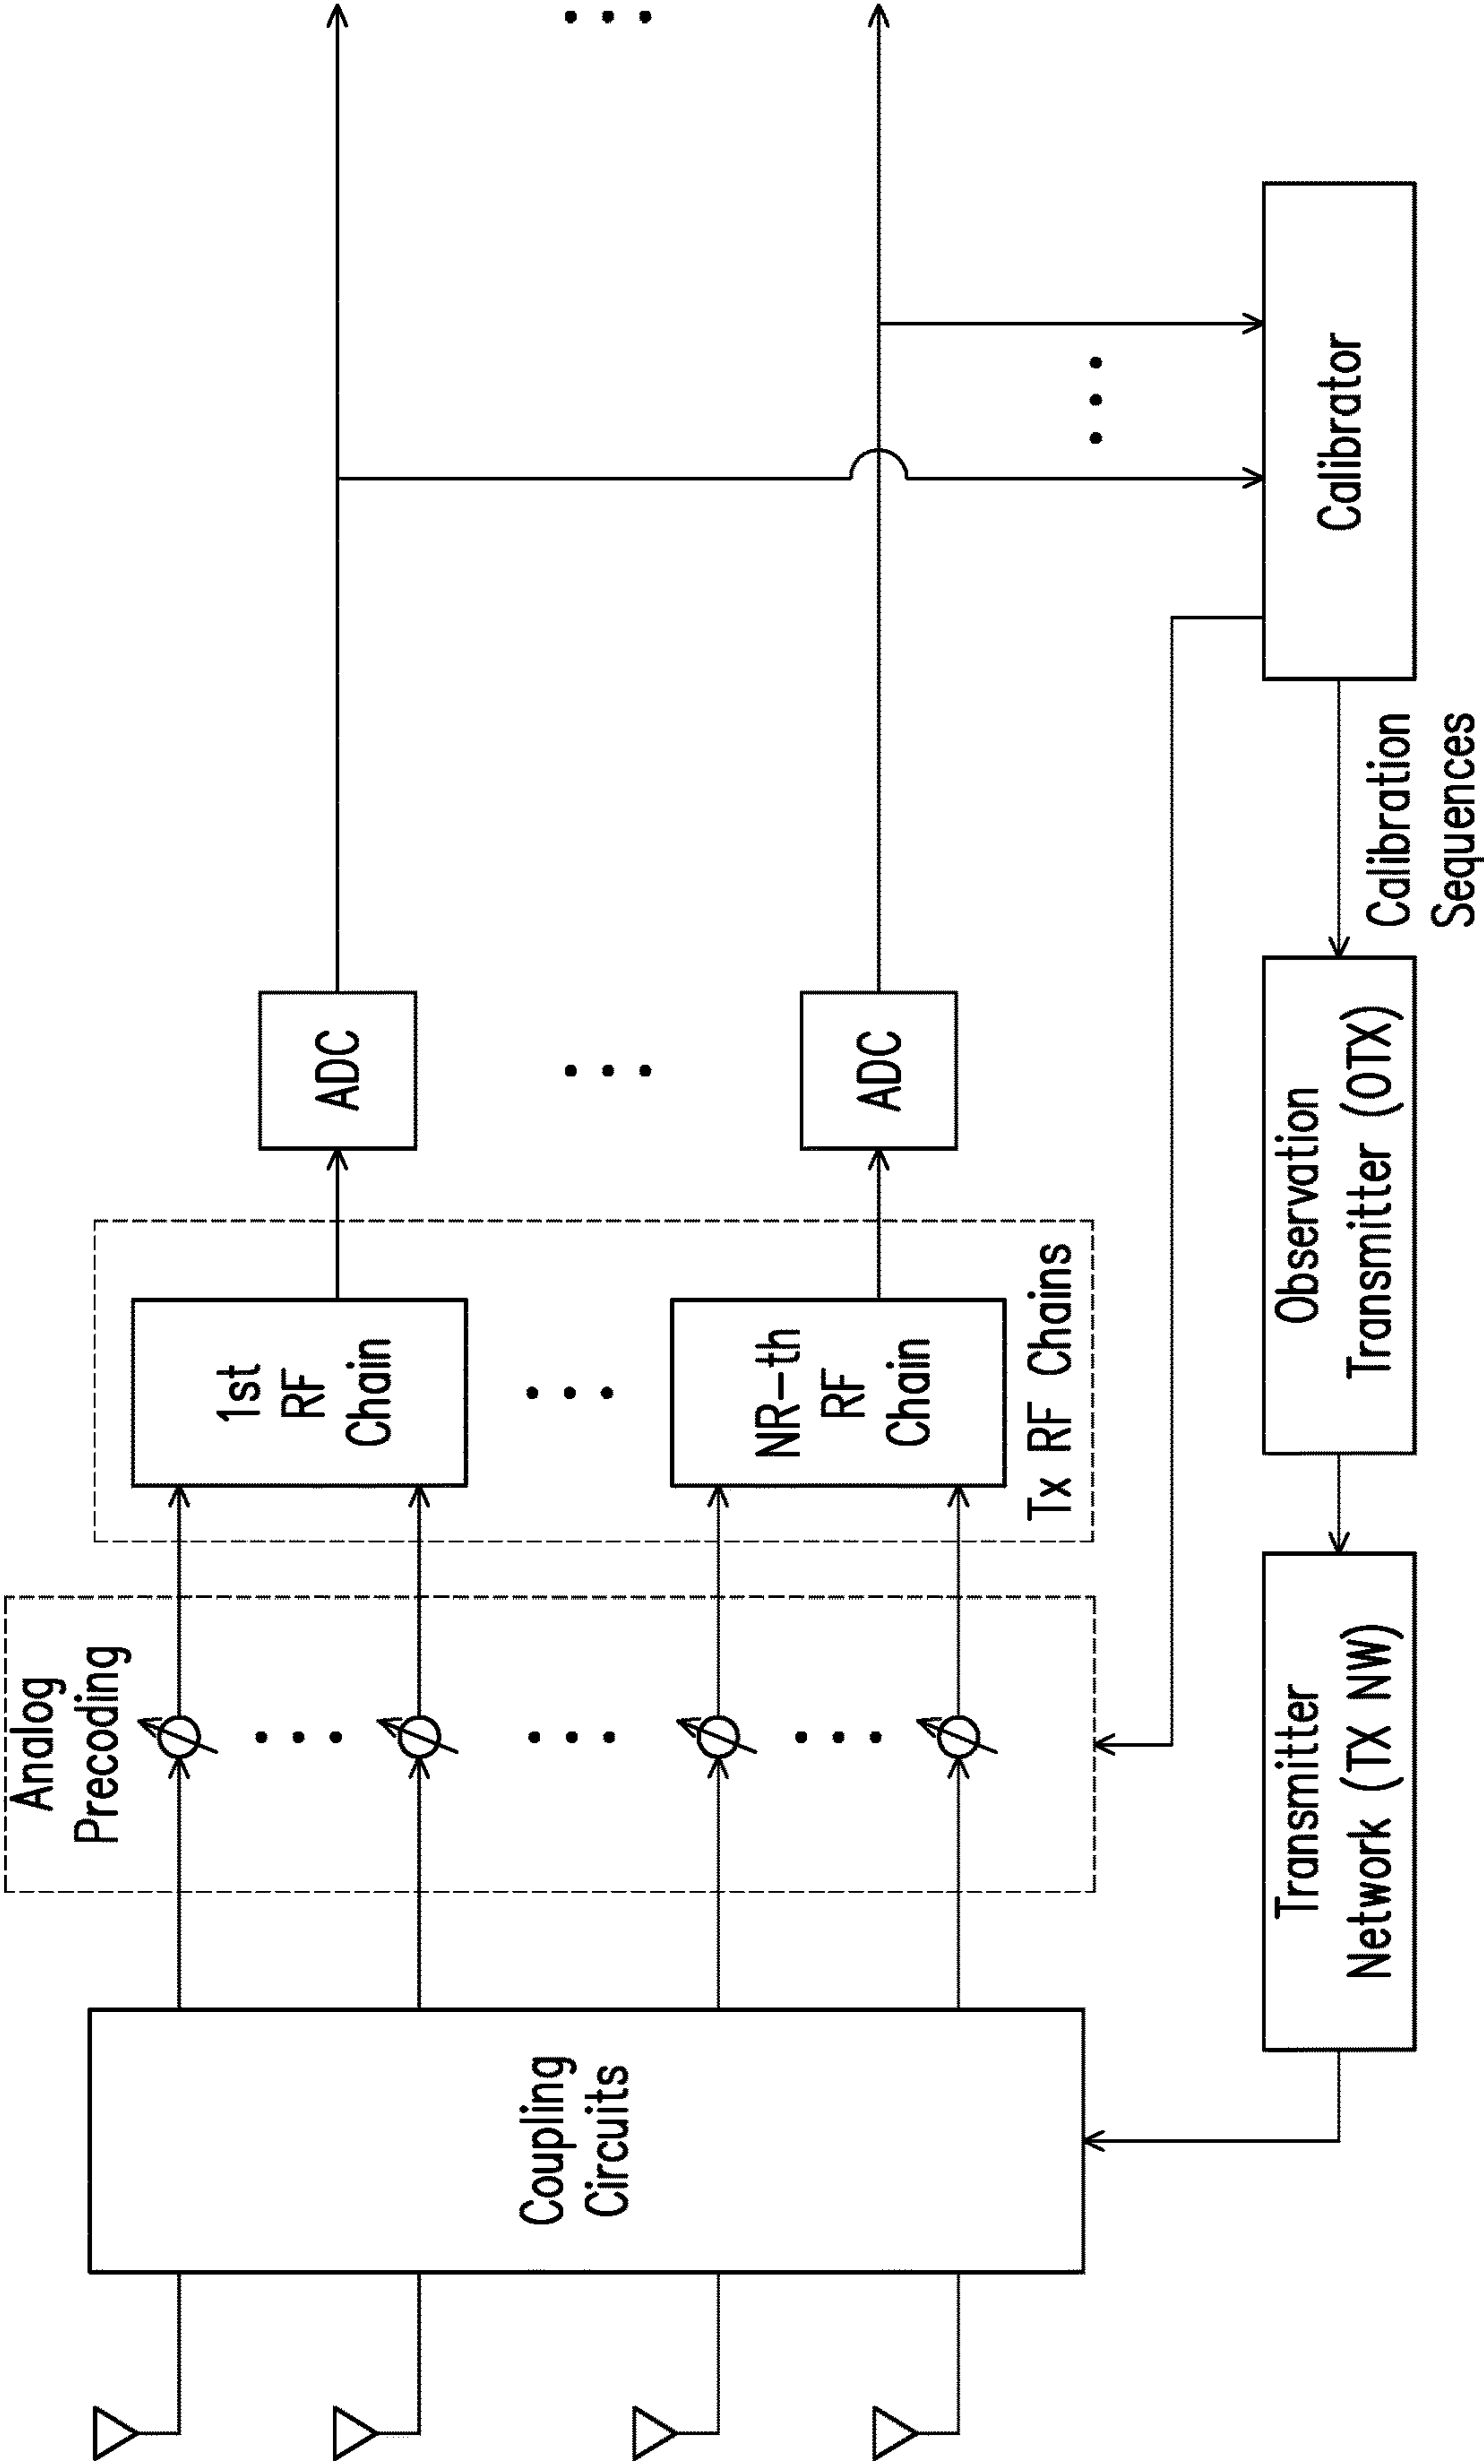 Analog
Precoding
Coupling
Circuits
1st
RF
Chain
NR-th
RF
Chain
Tx RF Chains
ADC
ADC
Transmitter
Network (TX NW)
Observation
Transmitter (OTX)
Calibration
Sequences
Calibrator